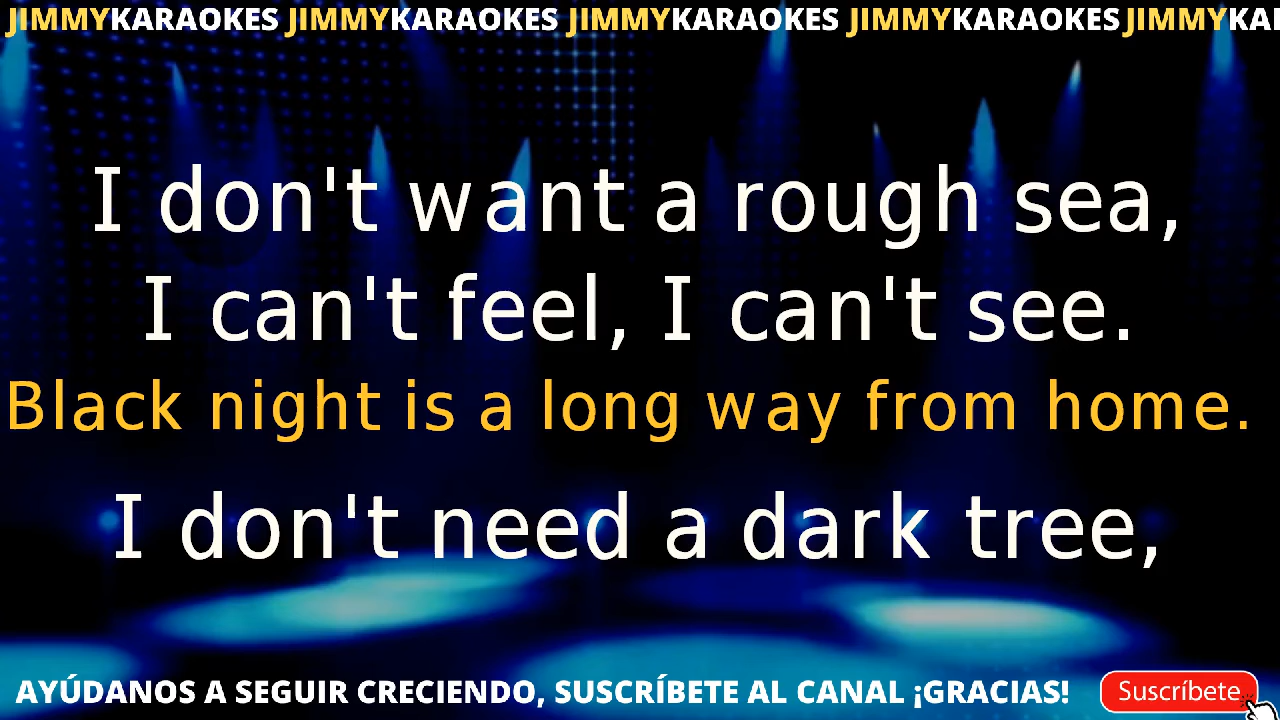 JIMMYKARAOKES JIMMYKARAOKES JIMMYKARAOKES JIMMYKARAOKES JIMMYKA
I don't want a rough sea,
I can't feel, I can't see.
Black night is a long way from home.
I don't need a dark tree,
AYÚDANOS A SEGUIR CRECIENDO, SUSCRÍBETE AL CANAL ¡GRACIAS! Suscríbete